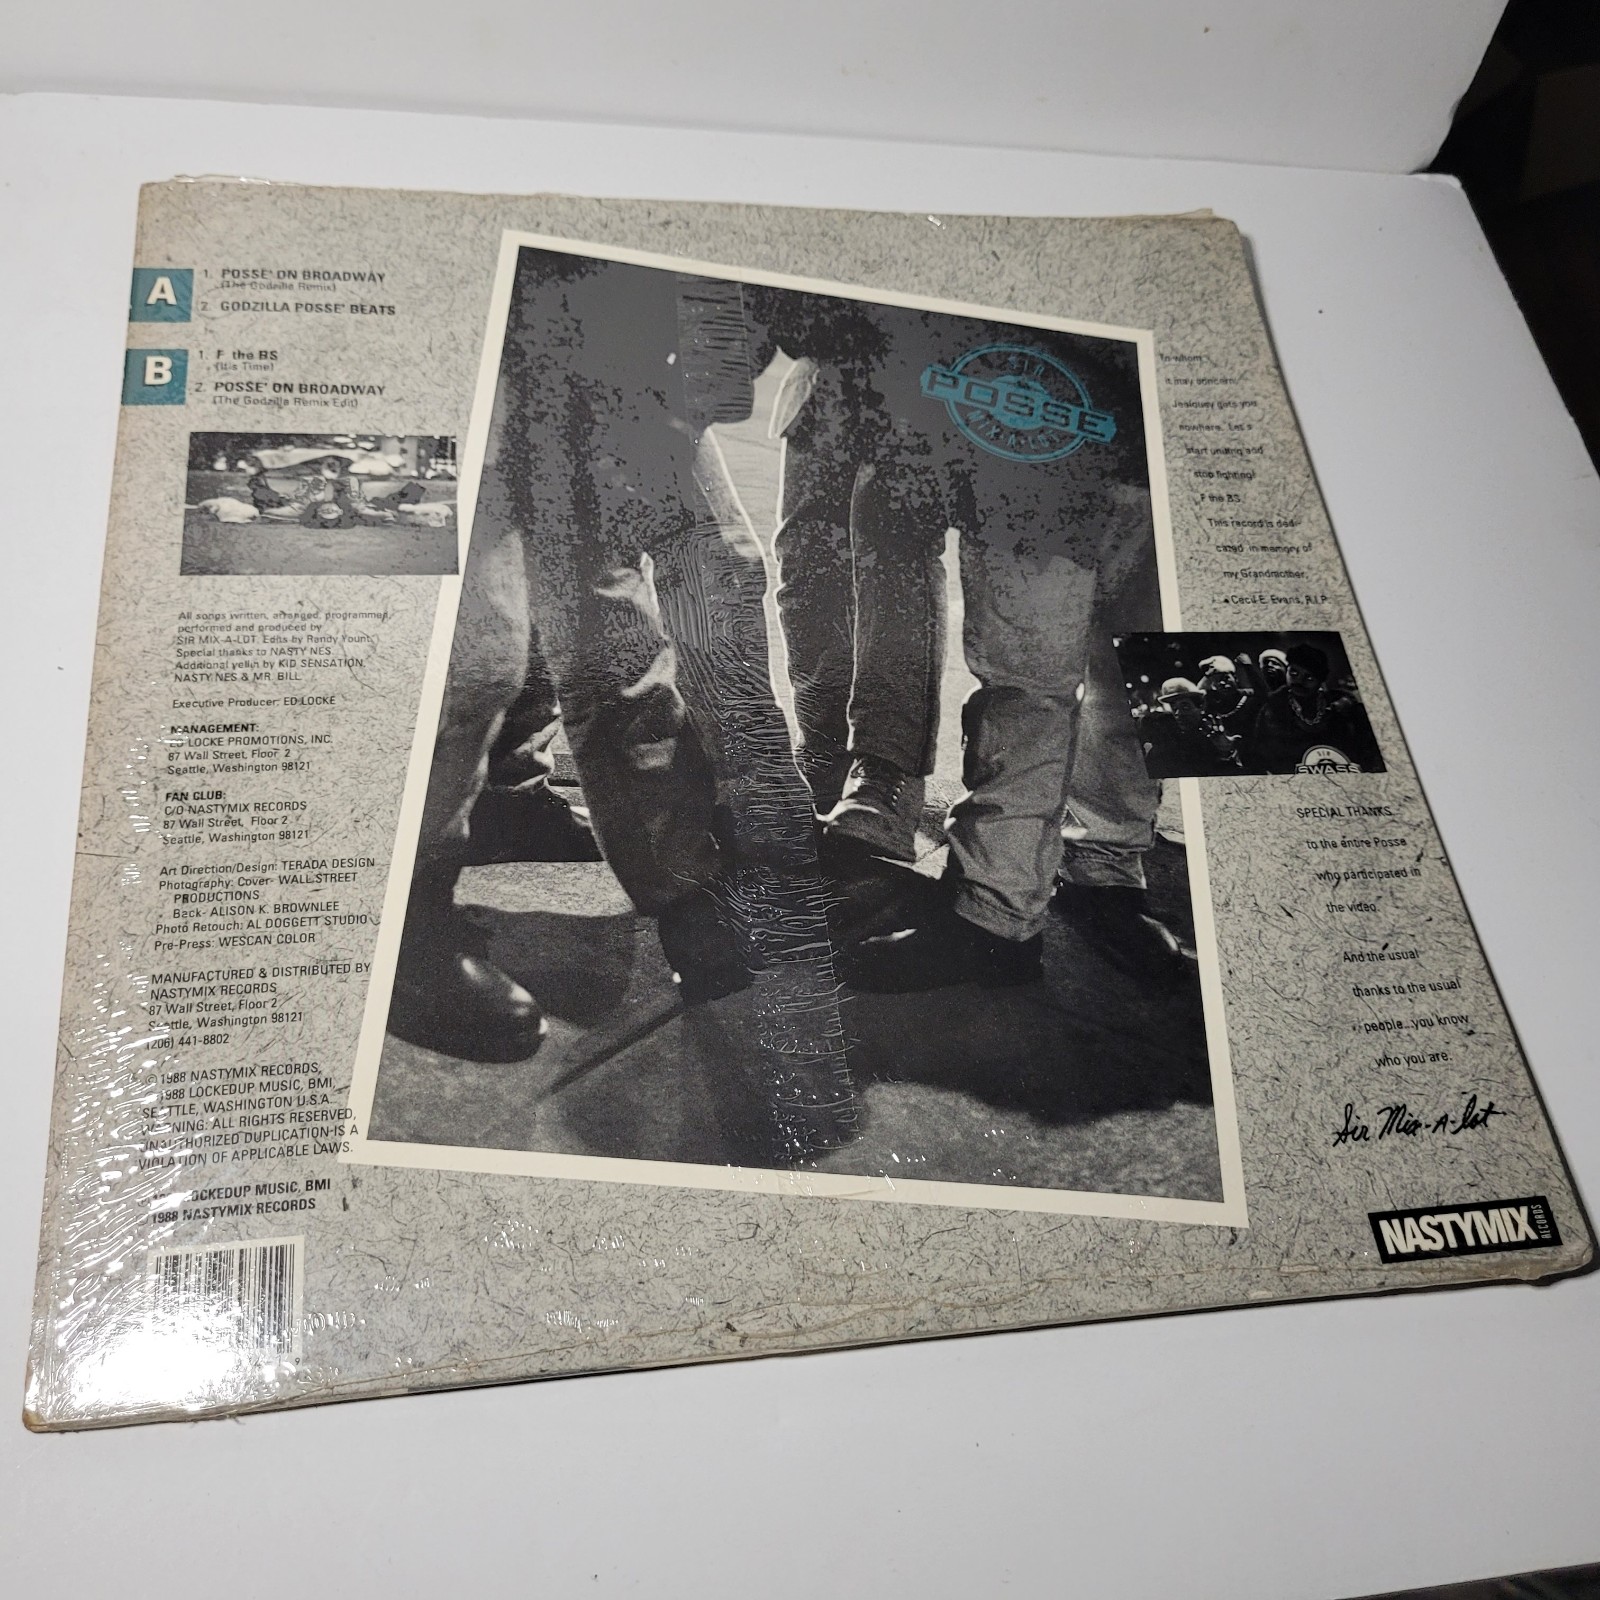 A
1. POSSE' ON BROADWAY
(The Godzilla Remix)
2. GODZILLA POSSE' BEATS
B
1. F the BS
(It's Time)
2. POSSE' ON BROADWAY
(The Godzilla Remix Edit)
All songs written, arranged, programmed,
performed and produced by
SIR MIX-A-LOT. Edits by Randy Yount.
Special thanks to NASTY NES.
Additional yellin by KID SENSATION,
NASTY NES & MR. BILL
Executive Producer: ED LOCKE
MANAGEMENT:
ED LOCKE PROMOTIONS, INC.
87 Wall Street, Floor 2
Seattle, Washington 98121
FAN CLUB:
C/O NASTYMIX RECORDS
87 Wall Street, Floor 2
Seattle, Washington 98121
Art Direction/Design: TERADA DESIGN
Photography: Cover- WALL STREET
PRODUCTIONS
Back- ALISON K. BROWNLEE
Photo Retouch: AL DOGGETT STUDIO
Pre-Press: WESCAN COLOR
MANUFACTURED & DISTRIBUTED BY
NASTYMIX RECORDS
87 Wall Street, Floor 2
Seattle, Washington 98121
(206) 441-8802
© 1988 NASTYMIX RECORDS,
1988 LOCKEDUP MUSIC, BMI,
SEATTLE, WASHINGTON U.S.A.
WARNING: ALL RIGHTS RESERVED,
UNAUTHORIZED DUPLICATION IS A
VIOLATION OF APPLICABLE LAWS.
LOCKEDUP MUSIC, BMI
1988 NASTYMIX RECORDS
SIR
POSSE
MIX-A-LOT
To whom
it may concern:
Jealousy gets you
nowhere. Let's
start uniting and
stop fighting!
F the BS.
This record is dedi-
cated in memory of
my Grandmother,
Cecil E. Evans, R.I.P.
SIR
SWASS
SPECIAL THANKS
to the entire Posse
who participated in
the video.
And the usual
thanks to the usual
people...you know
who you are.
Sir Mix-A-Lot
NASTYMIX
RECORDS